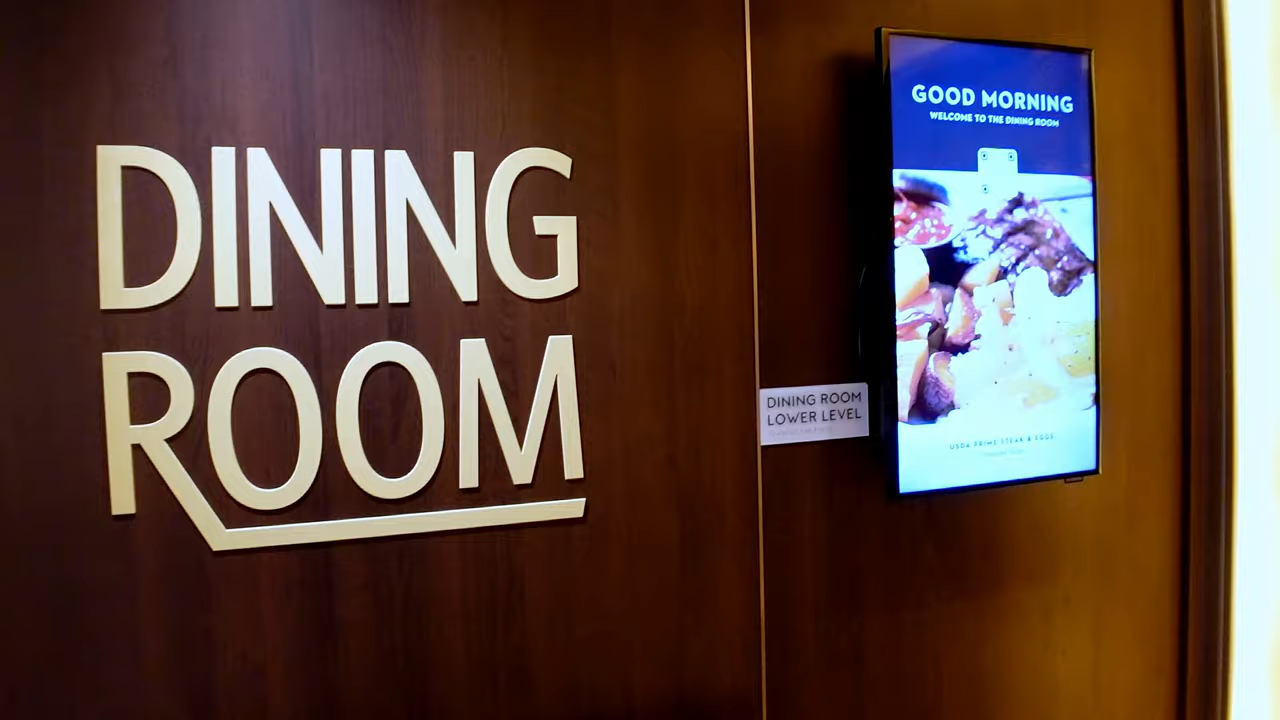 DINING
ROOM
DINING ROOM
LOWER LEVEL
GOOD MORNING
WELCOME TO THE DINING ROOM
USDA PRIME STEAK & EGGS